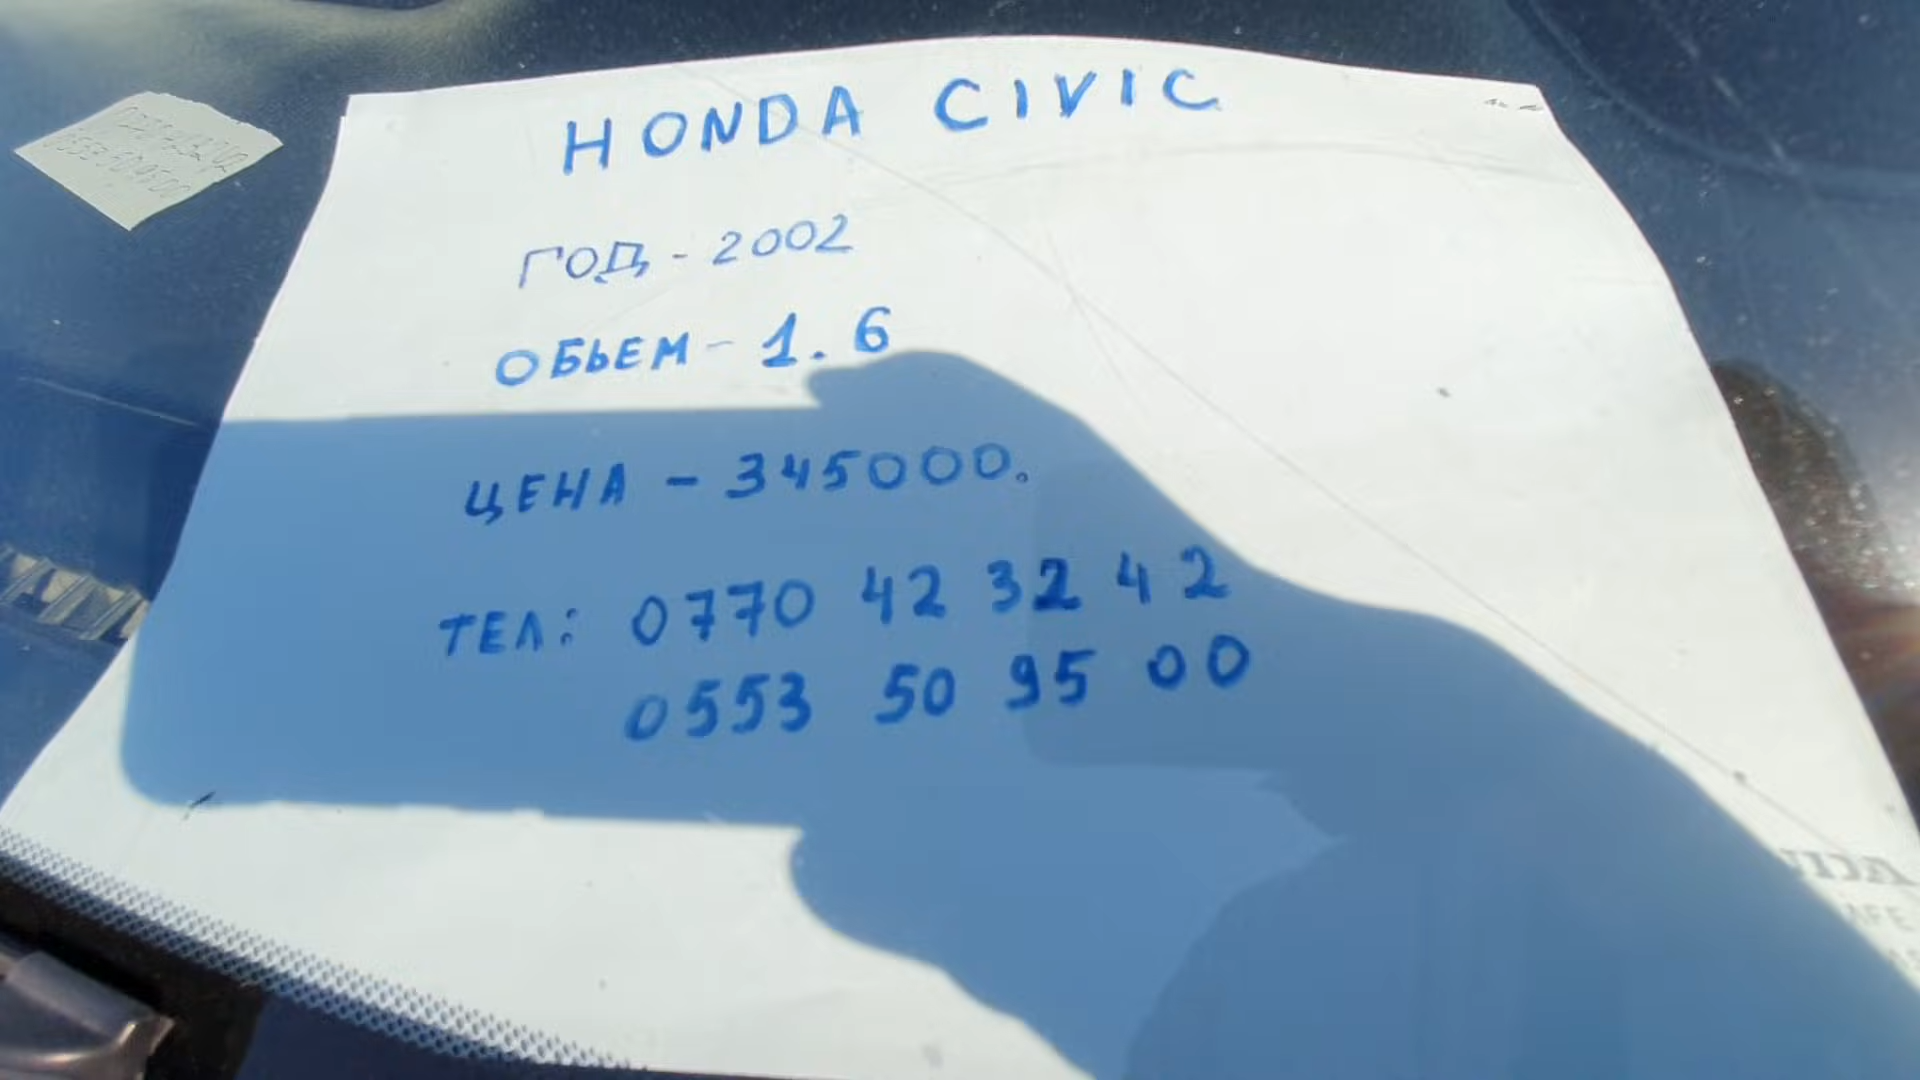 HONDA CIVIC
ГОД - 2002
ОБЬЕМ - 1.6
ЦЕНА - 345000.
ТЕЛ: 0770 42 32 42
0553 50 95 00